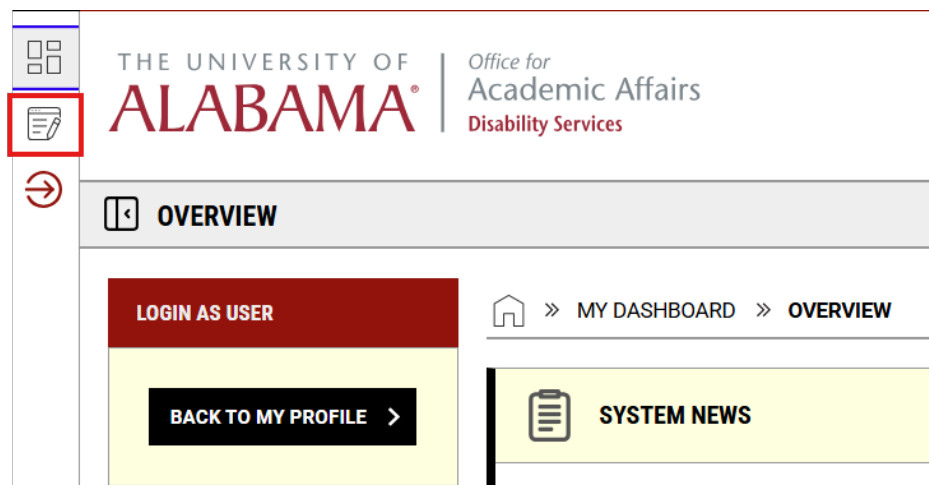 THE UNIVERSITY OF
ALABAMA®
Office for
Academic Affairs
Disability Services
OVERVIEW
LOGIN AS USER
MY DASHBOARD » OVERVIEW
BACK TO MY PROFILE
SYSTEM NEWS